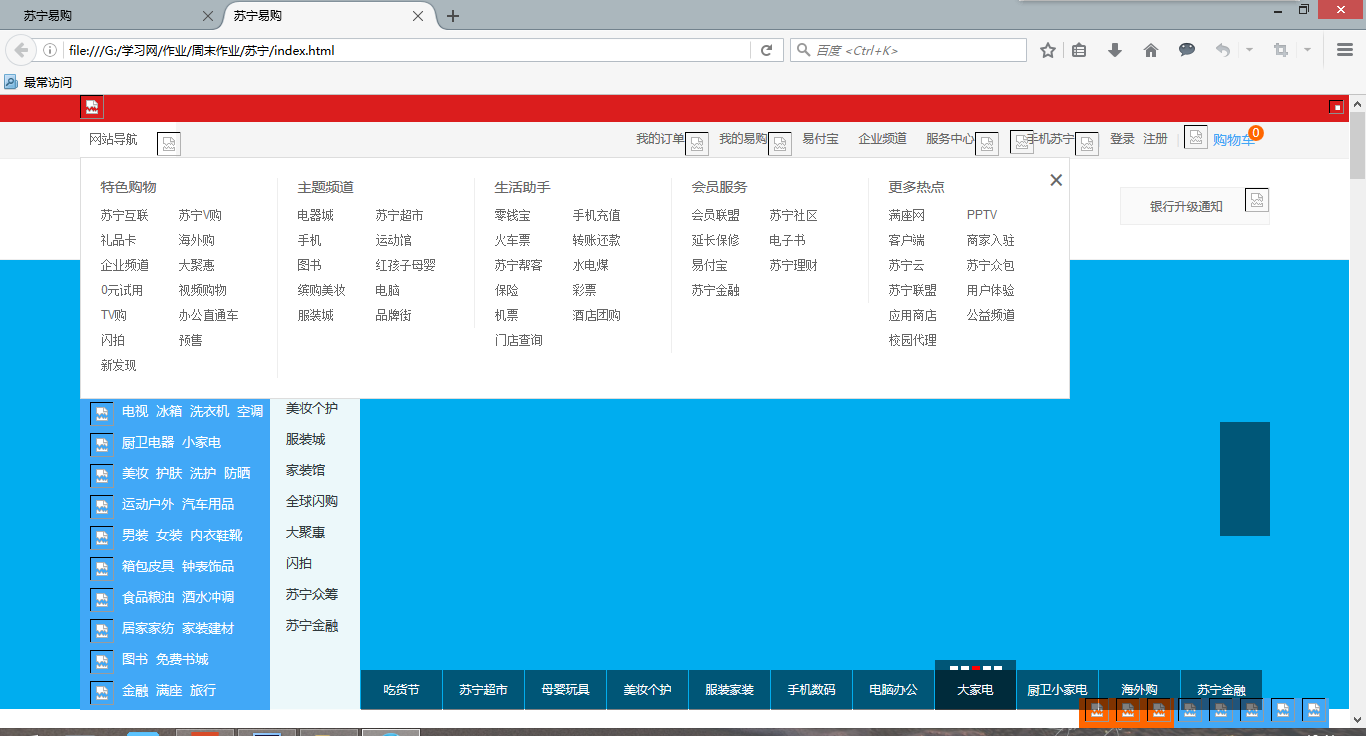 苏宁易购 苏宁易购
file:///G:/学习网/作业/周末作业/苏宁/index.html 百度 <Ctrl+K>
最常访问
网站导航 我的订单 我的易购 易付宝 企业频道 服务中心 手机苏宁 登录 注册 购物车 0
特色购物 主题频道 生活助手 会员服务 更多热点
苏宁互联 苏宁V购 电器城 苏宁超市 零钱宝 手机充值 会员联盟 苏宁社区 满座网 PPTV 银行升级通知
礼品卡 海外购 手机 运动馆 火车票 转账还款 延长保修 电子书 客户端 商家入驻
企业频道 大聚惠 图书 红孩子母婴 苏宁帮客 水电煤 易付宝 苏宁理财 苏宁云 苏宁众包
0元试用 视频购物 缤购美妆 电脑 保险 彩票 苏宁金融 苏宁联盟 用户体验
TV购 办公直通车 服装城 品牌街 机票 酒店团购 应用商店 公益频道
闪拍 预售 门店查询 校园代理
新发现
电视 冰箱 洗衣机 空调 美妆个护
厨卫电器 小家电 服装城
美妆 护肤 洗护 防晒 家装馆
运动户外 汽车用品 全球闪购
男装 女装 内衣鞋靴 大聚惠
箱包皮具 钟表饰品 闪拍
食品粮油 酒水冲调 苏宁众筹
居家家纺 家装建材 苏宁金融
图书 免费书城
金融 满座 旅行
吃货节 苏宁超市 母婴玩具 美妆个护 服装家装 手机数码 电脑办公 大家电 厨卫小家电 海外购 苏宁金融